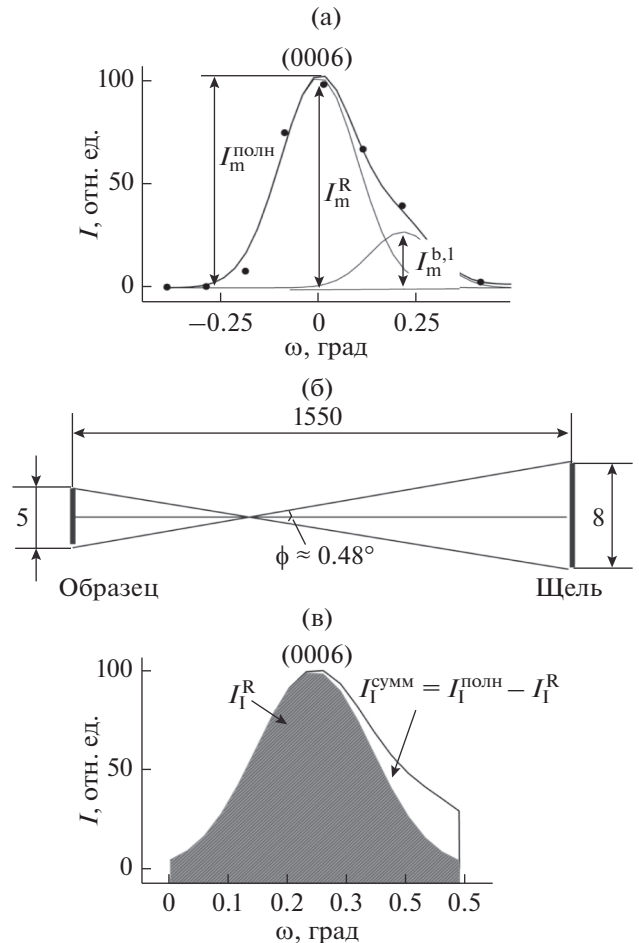 (а)
(0006)
100
50
0
I, отн. ед.
I_m^полн
I_m^R
I_m^b,1
−0.25
0
0.25
ω, град
(б)
1550
5
8
ϕ ≈ 0.48°
Образец
Щель
(в)
(0006)
I_I^R
I_I^сумм = I_I^полн − I_I^R
100
50
0
I, отн. ед.
0
0.1
0.2
0.3
0.5
0.5
ω, град